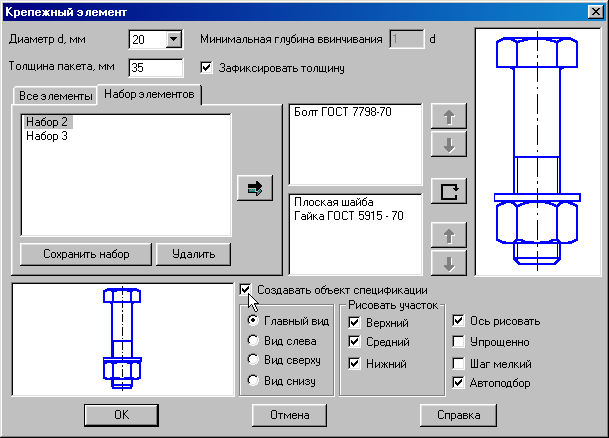 Крепежный элемент
Диаметр d, мм 20 Минимальная глубина ввинчивания 1 d
Толщина пакета, мм 35 Зафиксировать толщину
Все элементы Набор элементов
Набор 2
Набор 3
Болт ГОСТ 7798-70
Плоская шайба
Гайка ГОСТ 5915 - 70
Сохранить набор Удалить
Создавать объект спецификации
Главный вид
Вид слева
Вид сверху
Вид снизу
Рисовать участок
Верхний
Средний
Нижний
Ось рисовать
Упрощенно
Шаг мелкий
Автоподбор
OK Отмена Справка